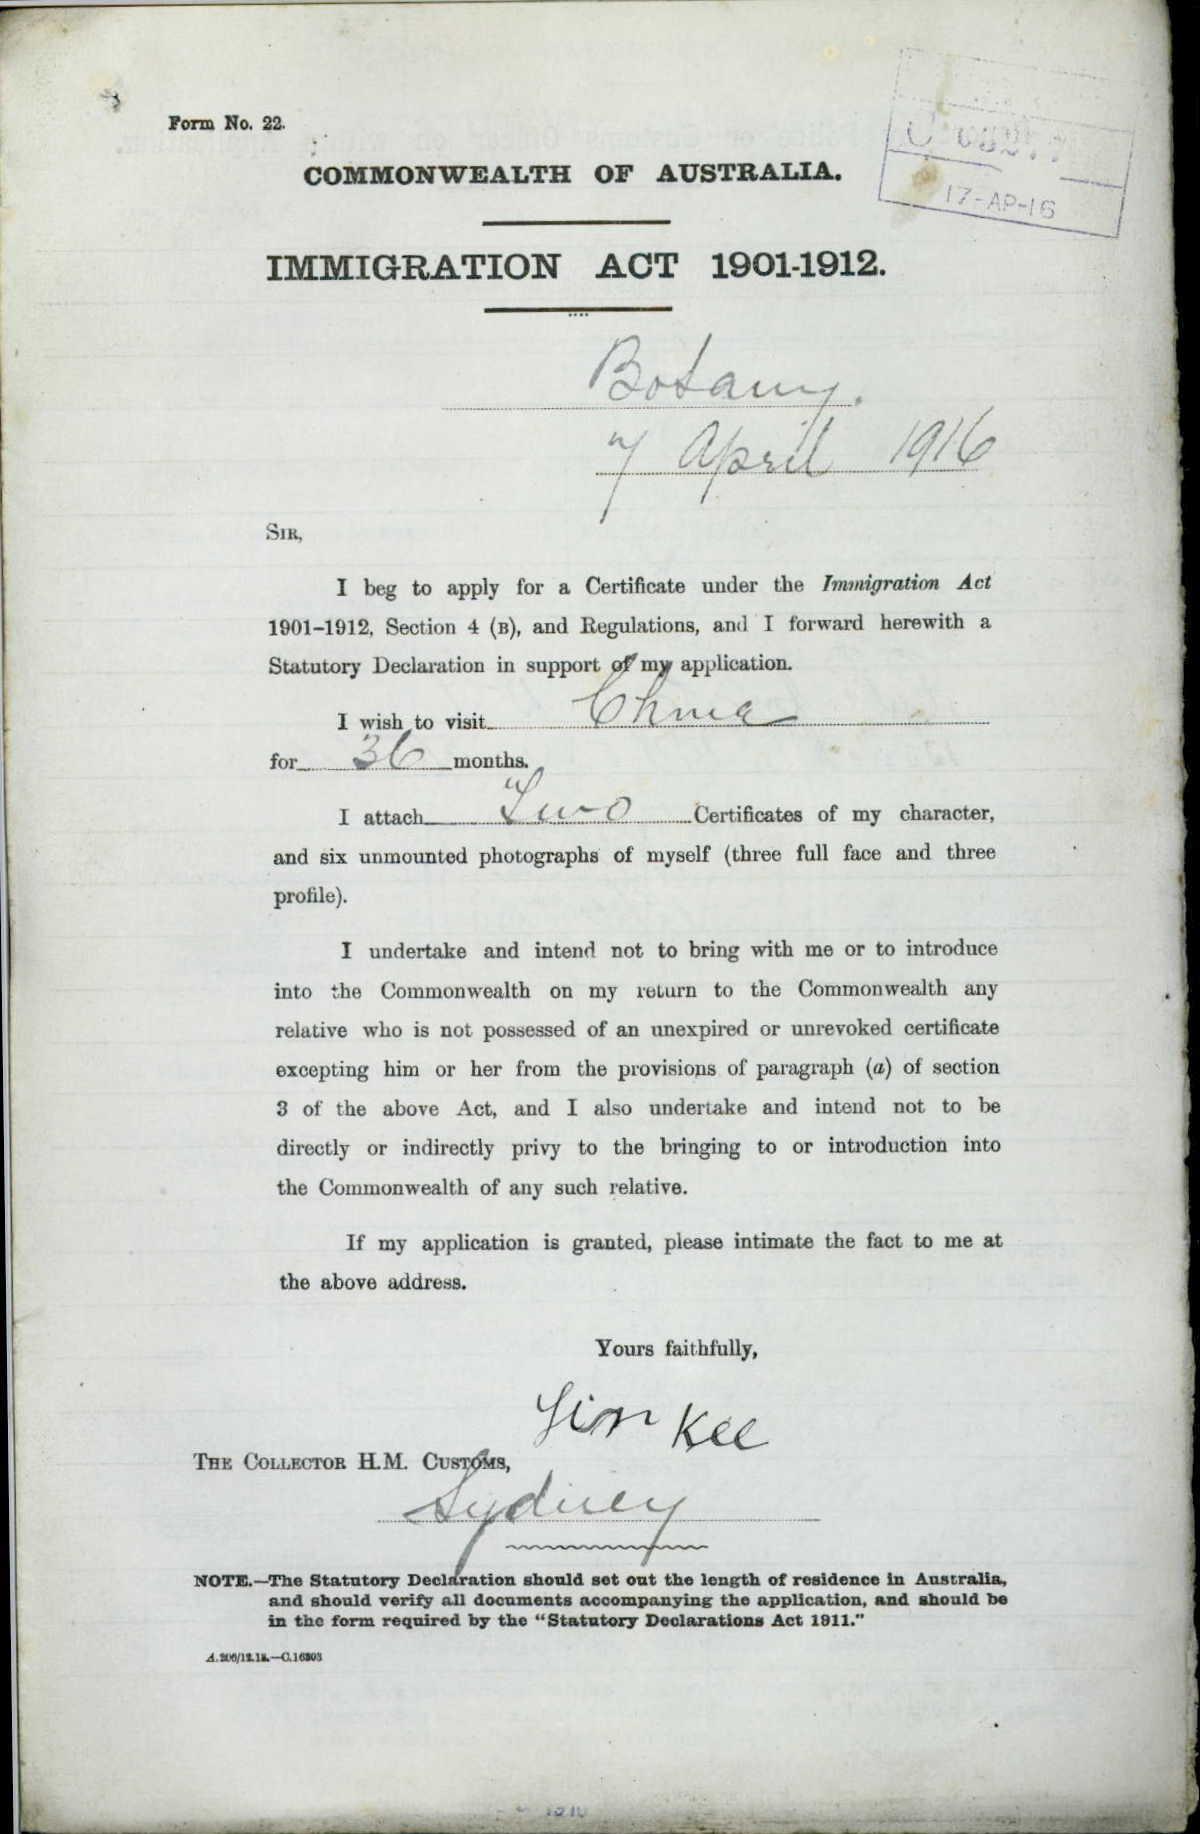 Form No. 22.
17-AP-16
COMMONWEALTH OF AUSTRALIA.
IMMIGRATION ACT 1901-1912.
Botany.
7 April 1916
SIR,
I beg to apply for a Certificate under the Immigration Act
1901–1912, Section 4 (B), and Regulations, and I forward herewith a
Statutory Declaration in support of my application.
I wish to visit China
for 36 months.
I attach Two Certificates of my character,
and six unmounted photographs of myself (three full face and three
profile).
I undertake and intend not to bring with me or to introduce
into the Commonwealth on my return to the Commonwealth any
relative who is not possessed of an unexpired or unrevoked certificate
excepting him or her from the provisions of paragraph (a) of section
3 of the above Act, and I also undertake and intend not to be
directly or indirectly privy to the bringing to or introduction into
the Commonwealth of any such relative.
If my application is granted, please intimate the fact to me at
the above address.
Yours faithfully,
Kee
THE COLLECTOR H.M. CUSTOMS,
Sydney
NOTE.—The Statutory Declaration should set out the length of residence in Australia,
and should verify all documents accompanying the application, and should be
in the form required by the “Statutory Declarations Act 1911.”